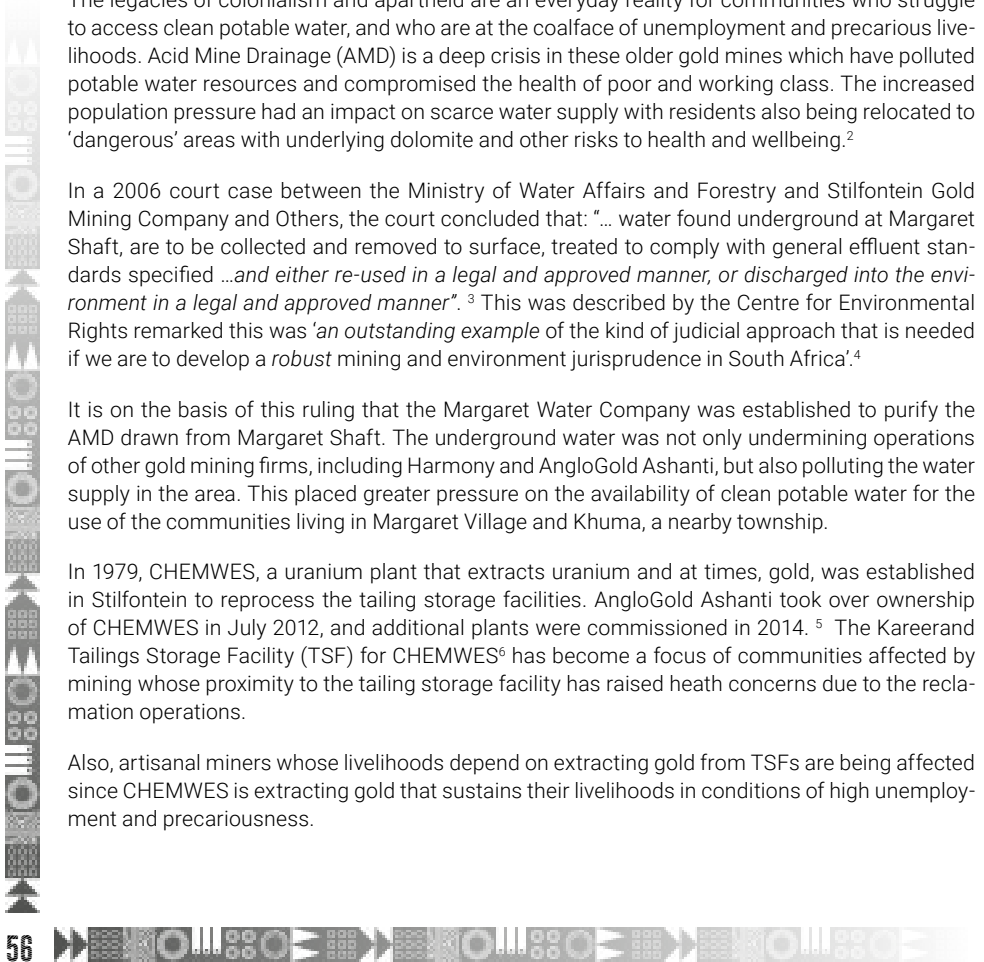 The legacies of colonialism and apartheid are an everyday reality for communities who struggle
to access clean potable water, and who are at the coalface of unemployment and precarious live-
lihoods. Acid Mine Drainage (AMD) is a deep crisis in these older gold mines which have polluted
potable water resources and compromised the health of poor and working class. The increased
population pressure had an impact on scarce water supply with residents also being relocated to
‘dangerous’ areas with underlying dolomite and other risks to health and wellbeing.²
In a 2006 court case between the Ministry of Water Affairs and Forestry and Stilfontein Gold
Mining Company and Others, the court concluded that: “... water found underground at Margaret
Shaft, are to be collected and removed to surface, treated to comply with general effluent stan-
dards specified ...and either re-used in a legal and approved manner, or discharged into the envi-
ronment in a legal and approved manner”. ³ This was described by the Centre for Environmental
Rights remarked this was ‘an outstanding example of the kind of judicial approach that is needed
if we are to develop a robust mining and environment jurisprudence in South Africa’.⁴
It is on the basis of this ruling that the Margaret Water Company was established to purify the
AMD drawn from Margaret Shaft. The underground water was not only undermining operations
of other gold mining firms, including Harmony and AngloGold Ashanti, but also polluting the water
supply in the area. This placed greater pressure on the availability of clean potable water for the
use of the communities living in Margaret Village and Khuma, a nearby township.
In 1979, CHEMWES, a uranium plant that extracts uranium and at times, gold, was established
in Stilfontein to reprocess the tailing storage facilities. AngloGold Ashanti took over ownership
of CHEMWES in July 2012, and additional plants were commissioned in 2014. ⁵ The Kareerand
Tailings Storage Facility (TSF) for CHEMWES⁶ has become a focus of communities affected by
mining whose proximity to the tailing storage facility has raised heath concerns due to the recla-
mation operations.
Also, artisanal miners whose livelihoods depend on extracting gold from TSFs are being affected
since CHEMWES is extracting gold that sustains their livelihoods in conditions of high unemploy-
ment and precariousness.
56